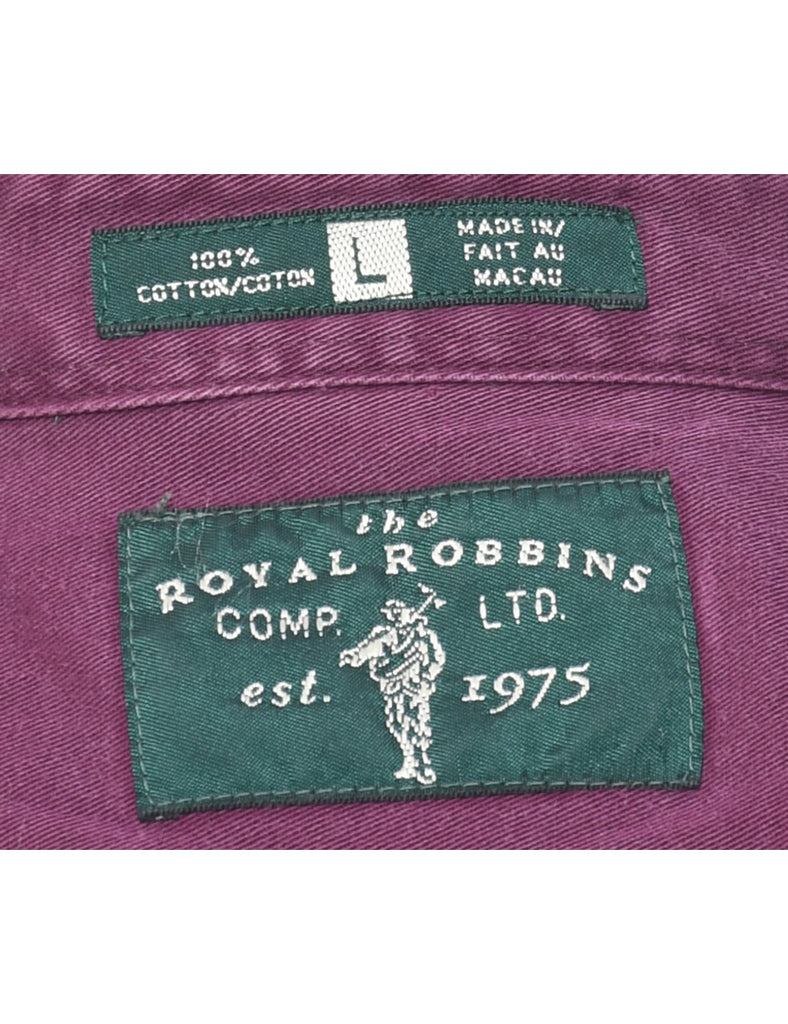 100%
COTTON/COTON
L
MADE IN/
FAIT AU
MACAU
the
ROYAL ROBBINS
COMP. LTD.
est. 1975